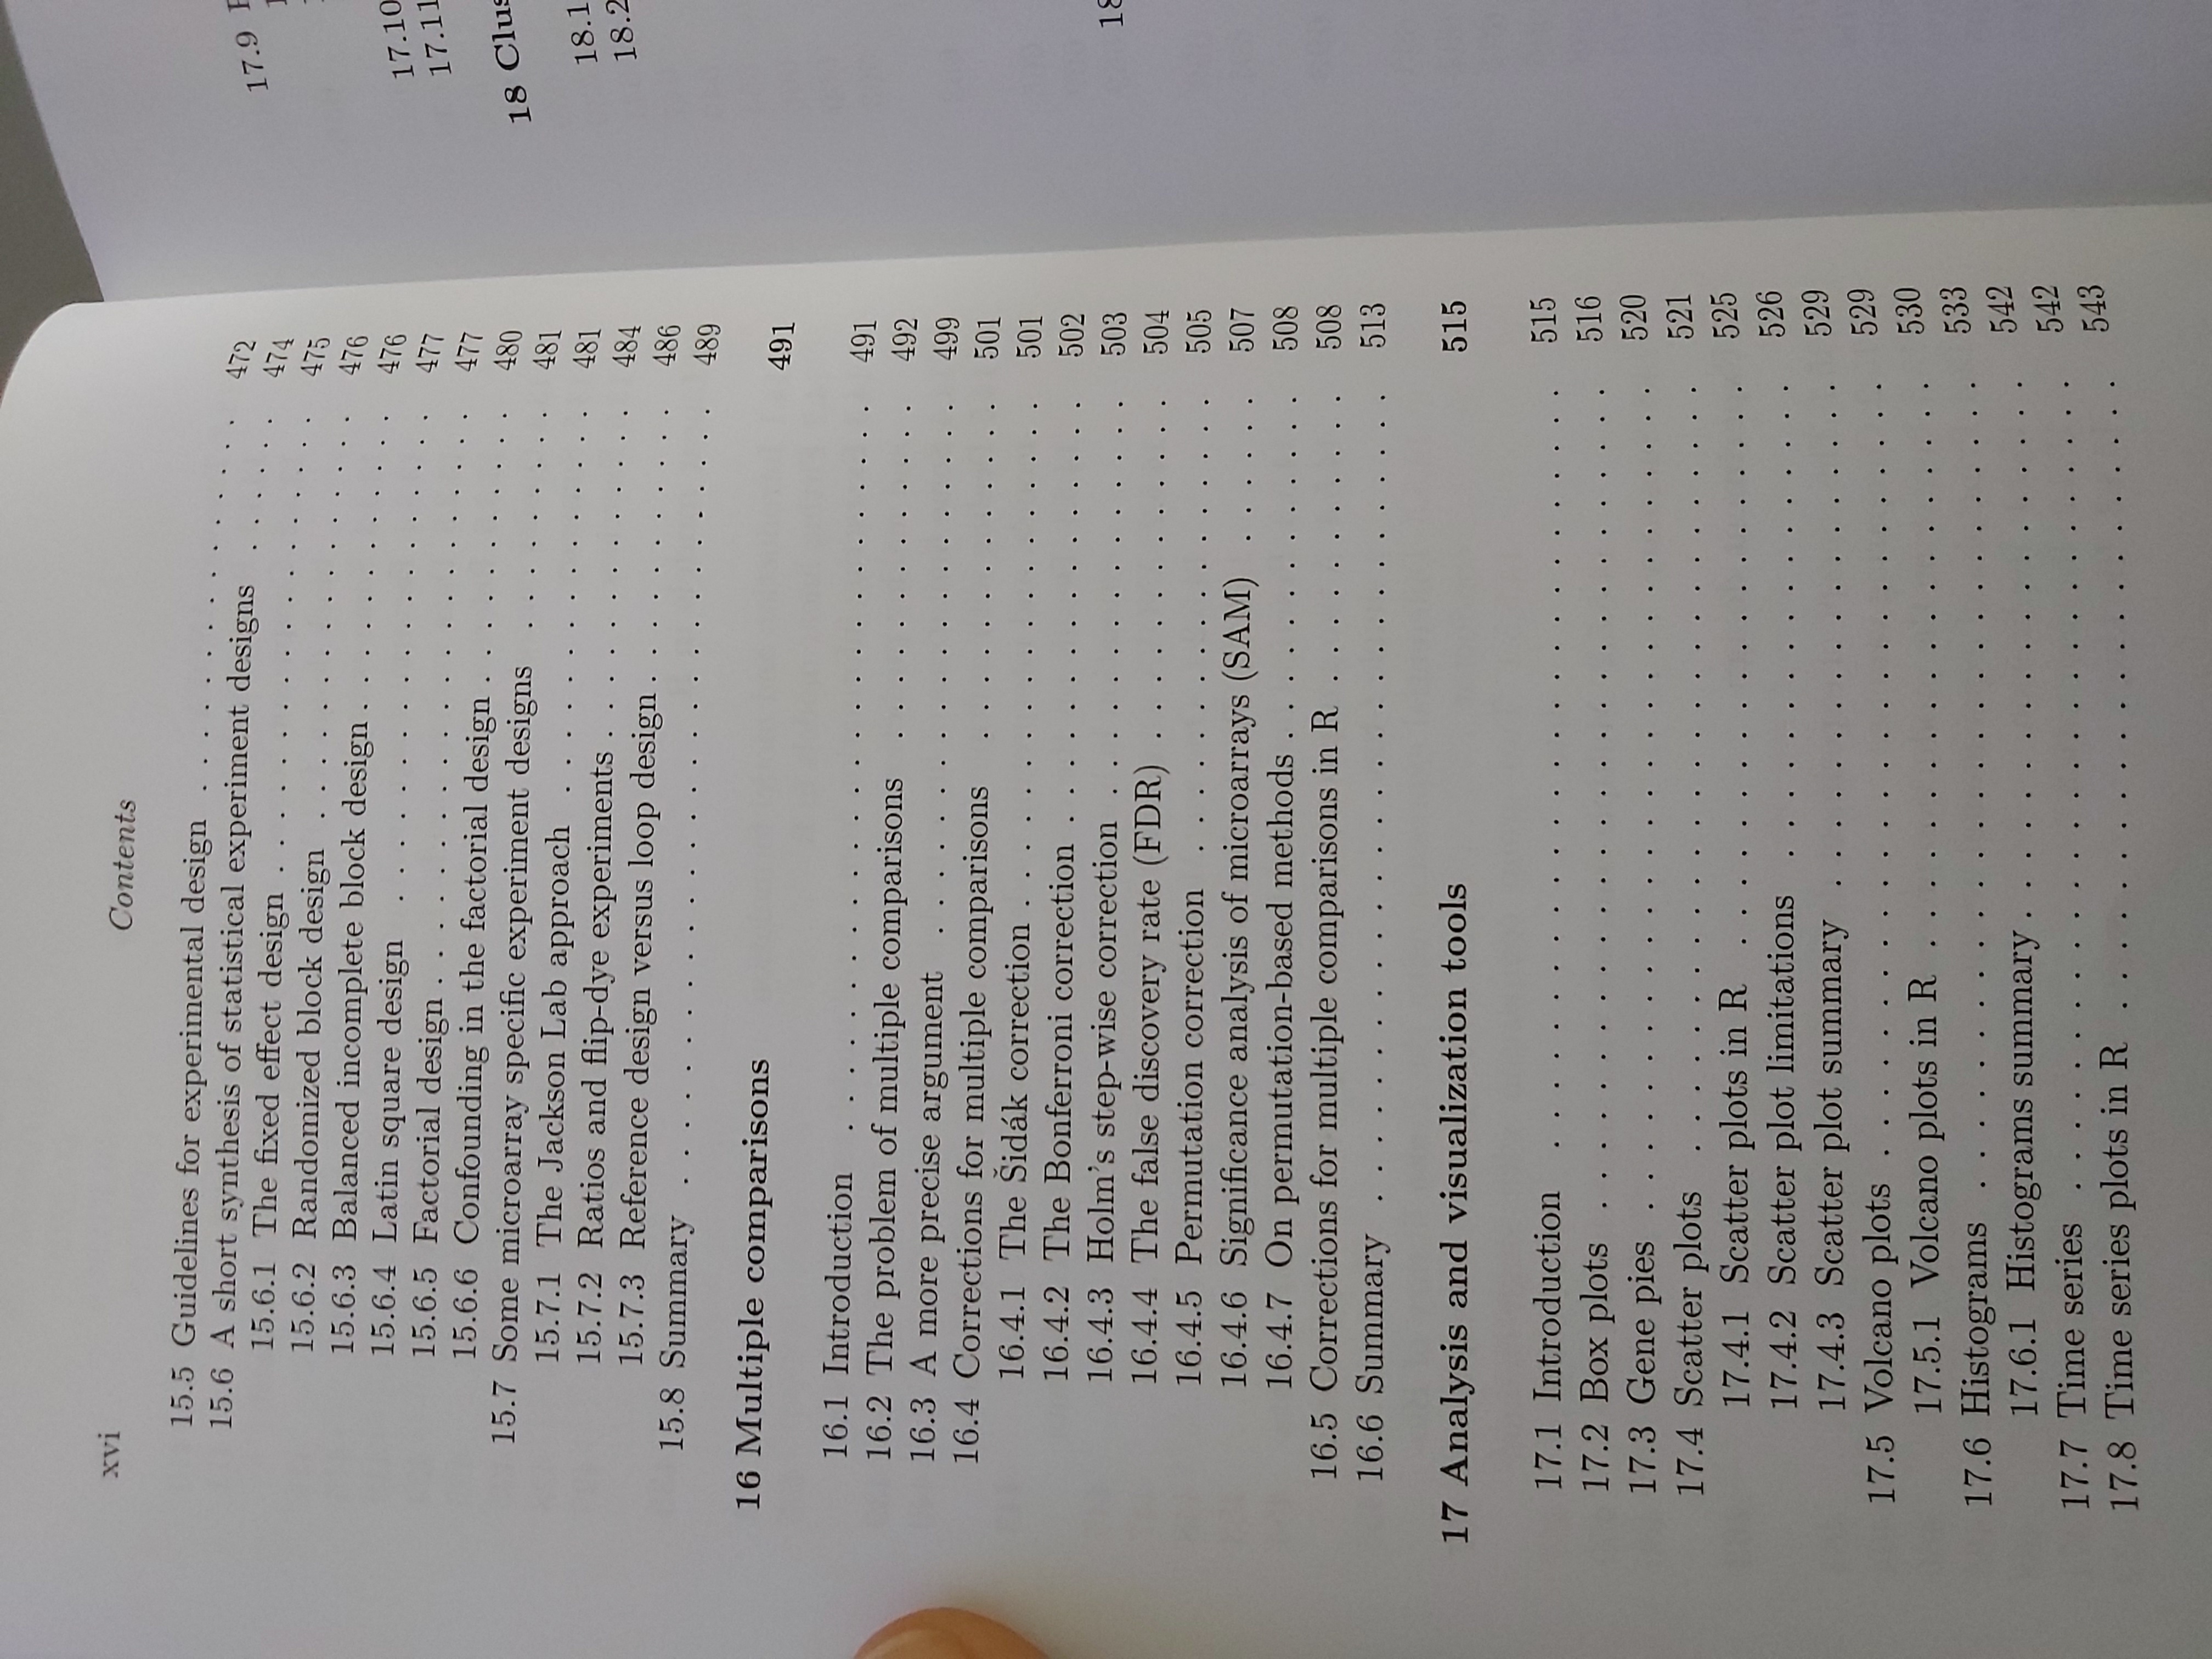 xvi
Contents
15.5 Guidelines for experimental design . . . . . . . . . . . . . . 472
15.6 A short synthesis of statistical experiment designs . . . . . . 474
15.6.1 The fixed effect design . . . . . . . . . . . . . . . . . 475
15.6.2 Randomized block design . . . . . . . . . . . . . . . 476
15.6.3 Balanced incomplete block design . . . . . . . . . . . 476
15.6.4 Latin square design . . . . . . . . . . . . . . . . . . 477
15.6.5 Factorial design . . . . . . . . . . . . . . . . . . . . . 477
15.6.6 Confounding in the factorial design . . . . . . . . . . 480
15.7 Some microarray specific experiment designs . . . . . . . . 481
15.7.1 The Jackson Lab approach . . . . . . . . . . . . . . 481
15.7.2 Ratios and flip-dye experiments . . . . . . . . . . . . 484
15.7.3 Reference design versus loop design . . . . . . . . . . 486
15.8 Summary . . . . . . . . . . . . . . . . . . . . . . . . . . . . 489
16 Multiple comparisons 491
16.1 Introduction . . . . . . . . . . . . . . . . . . . . . . . . . . 491
16.2 The problem of multiple comparisons . . . . . . . . . . . . 492
16.3 A more precise argument . . . . . . . . . . . . . . . . . . . 499
16.4 Corrections for multiple comparisons . . . . . . . . . . . . 501
16.4.1 The Šidák correction . . . . . . . . . . . . . . . . . . 501
16.4.2 The Bonferroni correction . . . . . . . . . . . . . . . 502
16.4.3 Holm's step-wise correction . . . . . . . . . . . . . . 503
16.4.4 The false discovery rate (FDR) . . . . . . . . . . . . 504
16.4.5 Permutation correction . . . . . . . . . . . . . . . . 505
16.4.6 Significance analysis of microarrays (SAM) . . . . . . 507
16.4.7 On permutation-based methods . . . . . . . . . . . . 508
16.5 Corrections for multiple comparisons in R . . . . . . . . . . 508
16.6 Summary . . . . . . . . . . . . . . . . . . . . . . . . . . . . 513
17 Analysis and visualization tools 515
17.1 Introduction . . . . . . . . . . . . . . . . . . . . . . . . . . 515
17.2 Box plots . . . . . . . . . . . . . . . . . . . . . . . . . . . . 516
17.3 Gene pies . . . . . . . . . . . . . . . . . . . . . . . . . . . . 520
17.4 Scatter plots . . . . . . . . . . . . . . . . . . . . . . . . . . 521
17.4.1 Scatter plots in R . . . . . . . . . . . . . . . . . . . 525
17.4.2 Scatter plot limitations . . . . . . . . . . . . . . . . 526
17.4.3 Scatter plot summary . . . . . . . . . . . . . . . . . 529
17.5 Volcano plots . . . . . . . . . . . . . . . . . . . . . . . . . . 529
17.5.1 Volcano plots in R . . . . . . . . . . . . . . . . . . . 530
17.6 Histograms . . . . . . . . . . . . . . . . . . . . . . . . . . . 533
17.6.1 Histograms summary . . . . . . . . . . . . . . . . . . 542
17.7 Time series . . . . . . . . . . . . . . . . . . . . . . . . . . . 542
17.8 Time series plots in R . . . . . . . . . . . . . . . . . . . . . 543
17.9
17.10
17.11
18 Clus
18.1
18.2
18